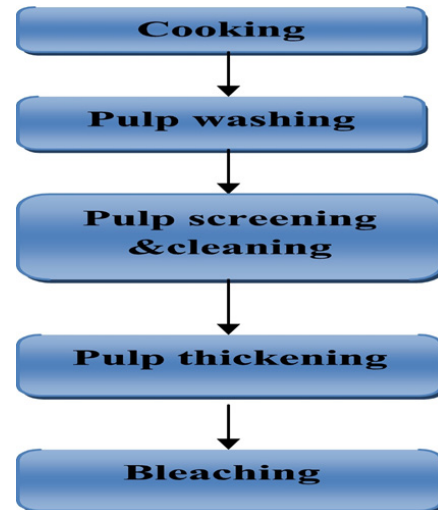 Cooking
Pulp washing
Pulp screening
&cleaning
Pulp thickening
Bleaching